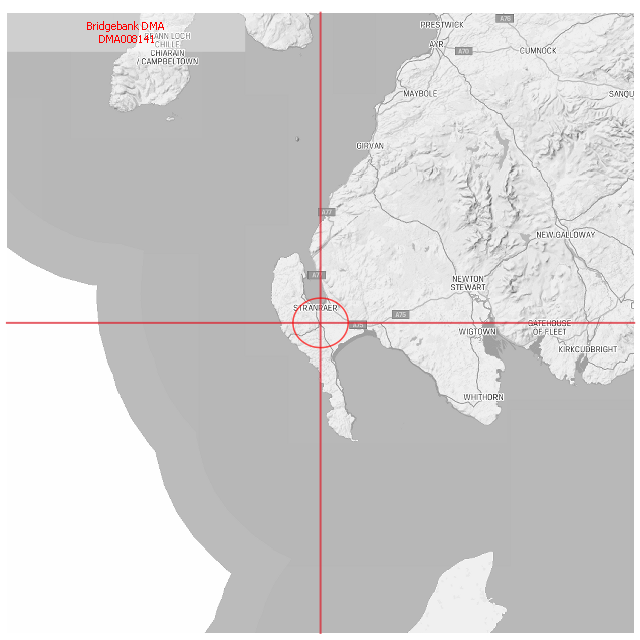 Bridgebank DMA
DMA008141
CEANN LOCH
CHILLE
CHIARAIN
/ CAMPBELTOWN
PRESTWICK
A76
AYR
A70
CUMNOCK
MAYBOLE
SANQU
GIRVAN
A77
NEW GALLOWAY
A77
NEWTON
STEWART
STRANRAER
A75
A75
WIGTOWN
GATEHOUSE
OF FLEET
KIRKCUDBRIGHT
WHITHORN